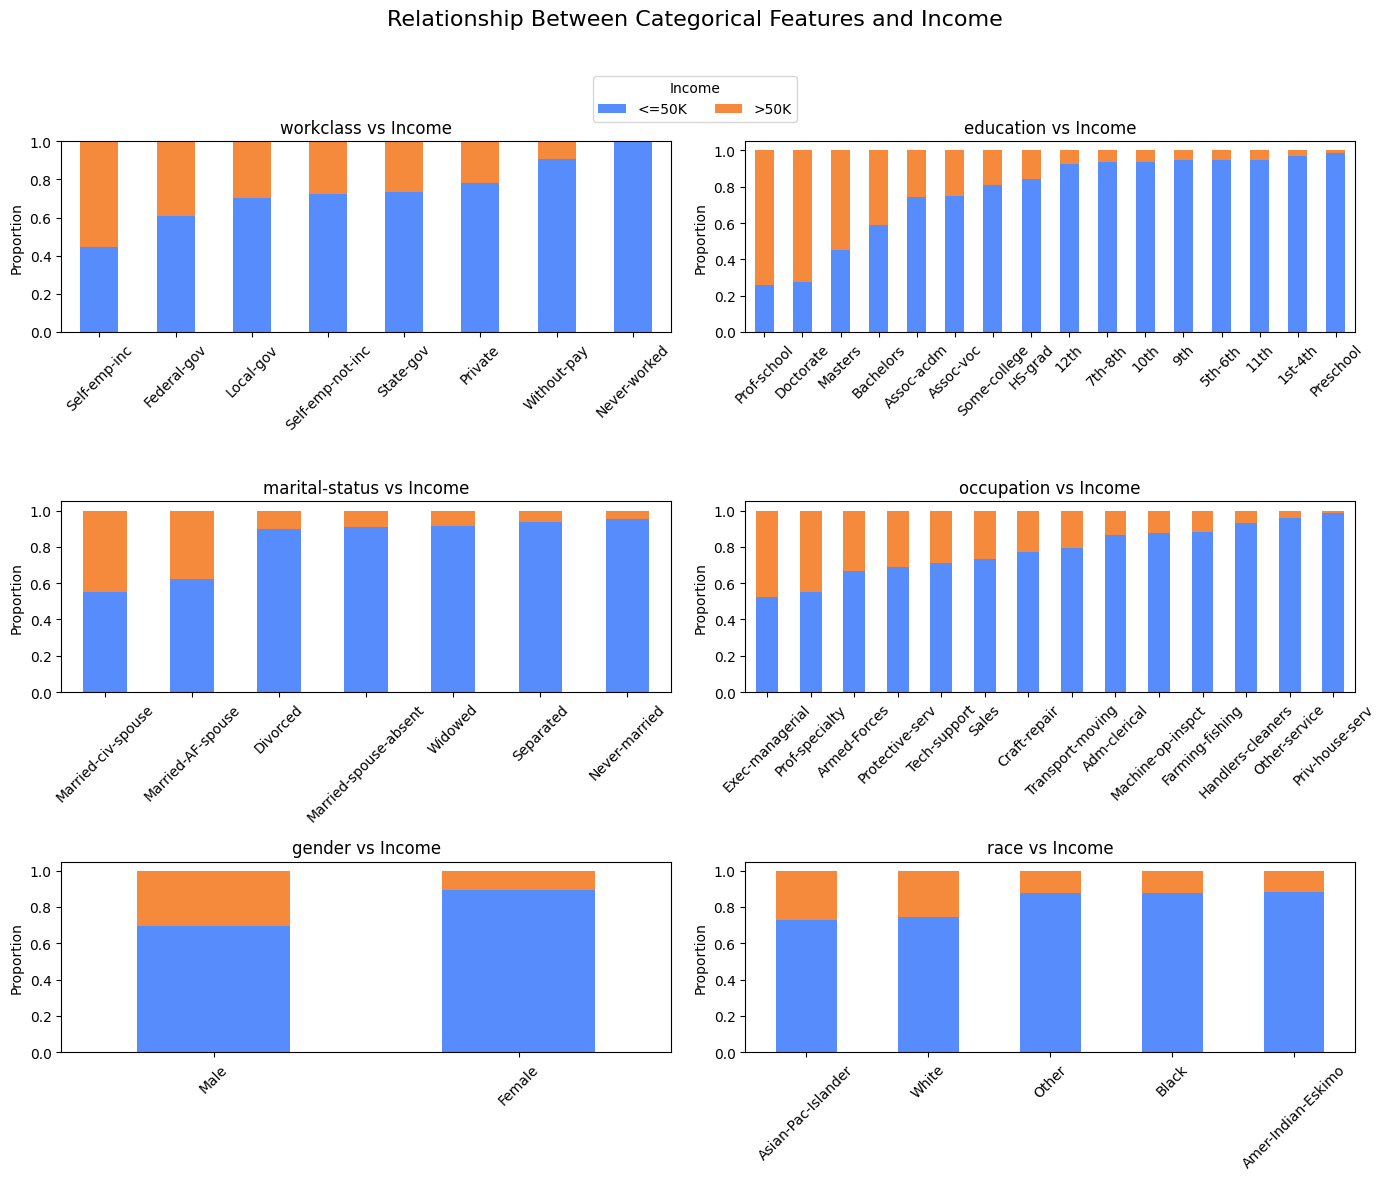 Relationship Between Categorical Features and Income
Income
<=50K >50K
workclass vs Income
Proportion
1.0
0.8
0.6
0.4
0.2
0.0
Self-emp-inc
Federal-gov
Local-gov
Self-emp-not-inc
State-gov
Private
Without-pay
Never-worked
education vs Income
Proportion
1.0
0.8
0.6
0.4
0.2
0.0
Prof-school
Doctorate
Masters
Bachelors
Assoc-acdm
Assoc-voc
Some-college
HS-grad
12th
7th-8th
10th
9th
5th-6th
11th
1st-4th
Preschool
marital-status vs Income
Proportion
1.0
0.8
0.6
0.4
0.2
0.0
Married-civ-spouse
Married-AF-spouse
Divorced
Married-spouse-absent
Widowed
Separated
Never-married
occupation vs Income
Proportion
1.0
0.8
0.6
0.4
0.2
0.0
Exec-managerial
Prof-specialty
Armed-Forces
Protective-serv
Tech-support
Sales
Craft-repair
Transport-moving
Adm-clerical
Machine-op-inspct
Farming-fishing
Handlers-cleaners
Other-service
Priv-house-serv
gender vs Income
Proportion
1.0
0.8
0.6
0.4
0.2
0.0
Male
Female
race vs Income
Proportion
1.0
0.8
0.6
0.4
0.2
0.0
Asian-Pac-Islander
White
Other
Black
Amer-Indian-Eskimo